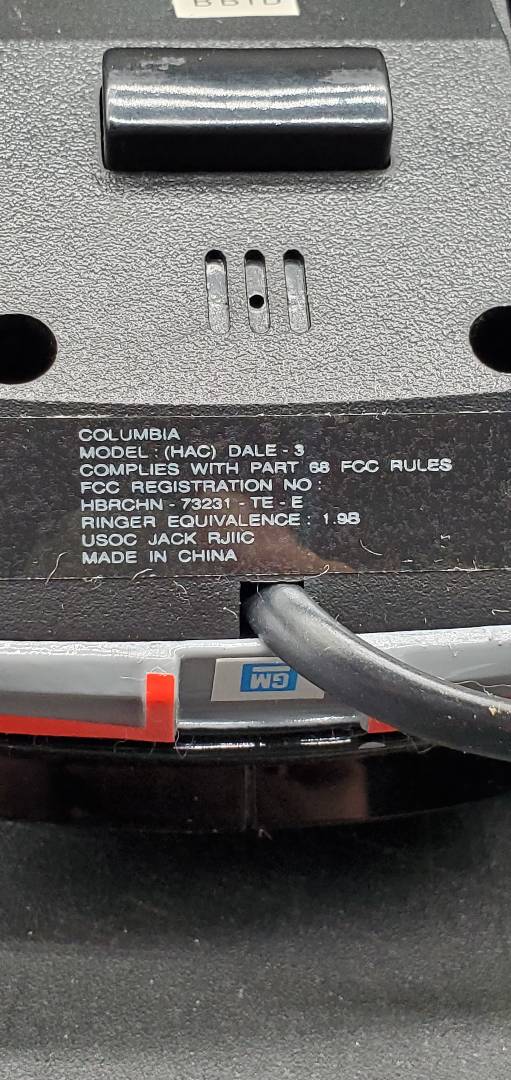 COLUMBIA
MODEL : (HAC) DALE - 3
COMPLIES WITH PART 68 FCC RULES
FCC REGISTRATION NO :
HBRCHN - 73231 - TE - E
RINGER EQUIVALENCE : 1.9B
USOC JACK RJIIC
MADE IN CHINA
GM